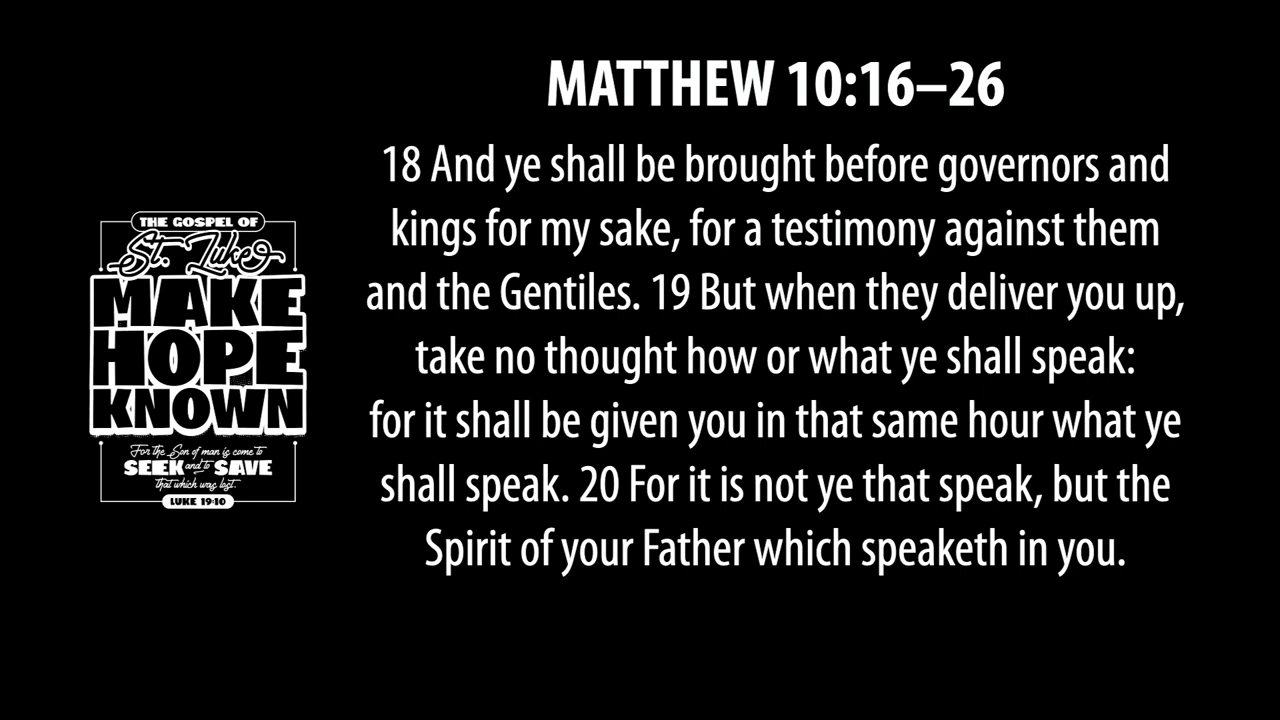 MATTHEW 10:16–26
18 And ye shall be brought before governors and
kings for my sake, for a testimony against them
and the Gentiles. 19 But when they deliver you up,
take no thought how or what ye shall speak:
for it shall be given you in that same hour what ye
shall speak. 20 For it is not ye that speak, but the
Spirit of your Father which speaketh in you.
THE GOSPEL OF
St. Luke
MAKE
HOPE
KNOWN
For the Son of man is come to
SEEK and to SAVE
that which was lost.
LUKE 19:10